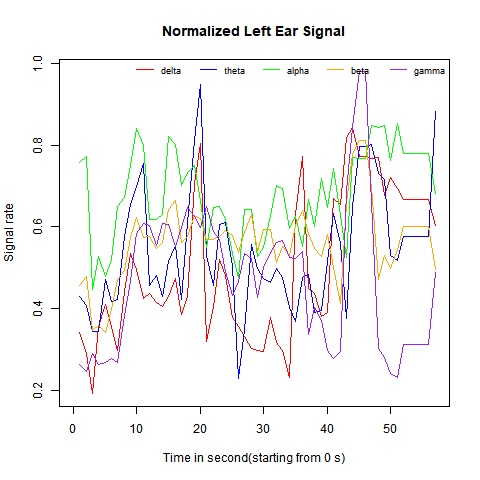 Normalized Left Ear Signal
delta theta alpha beta gamma
1.0
0.8
0.6
0.4
0.2
Signal rate
0 10 20 30 40 50
Time in second(starting from 0 s)